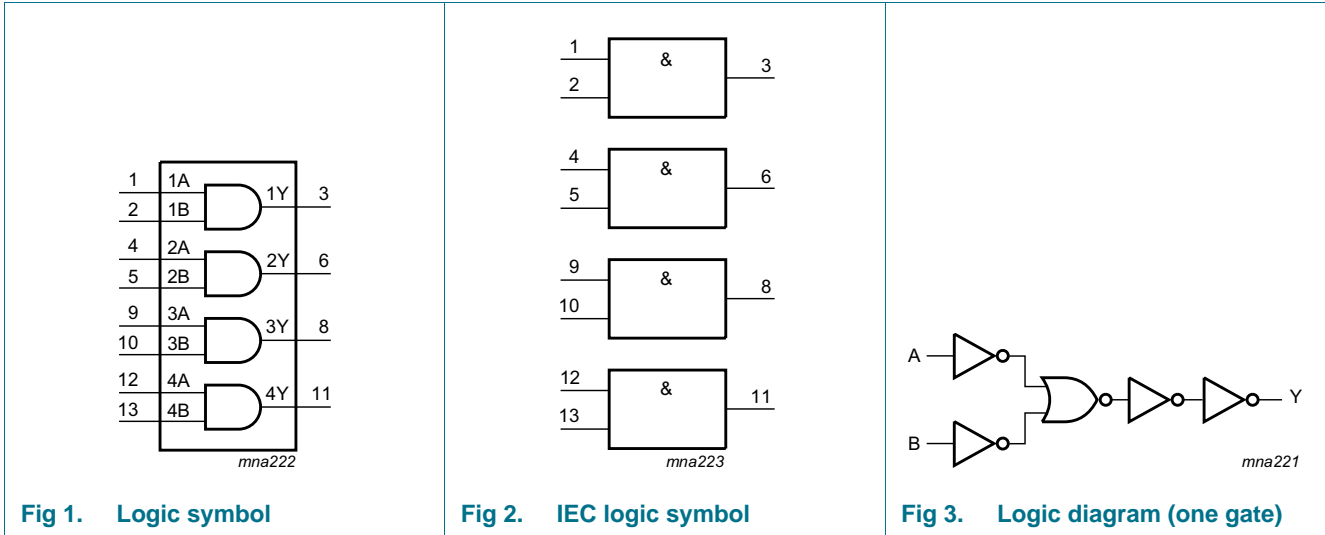 1 1A 1Y 3
2 1B
4 2A 2Y 6
5 2B
9 3A 3Y 8
10 3B
12 4A 4Y 11
13 4B
mna222
Fig 1. Logic symbol
1 & 3
2
4 & 6
5
9 & 8
10
12 & 11
13
mna223
Fig 2. IEC logic symbol
A
Y
B
mna221
Fig 3. Logic diagram (one gate)